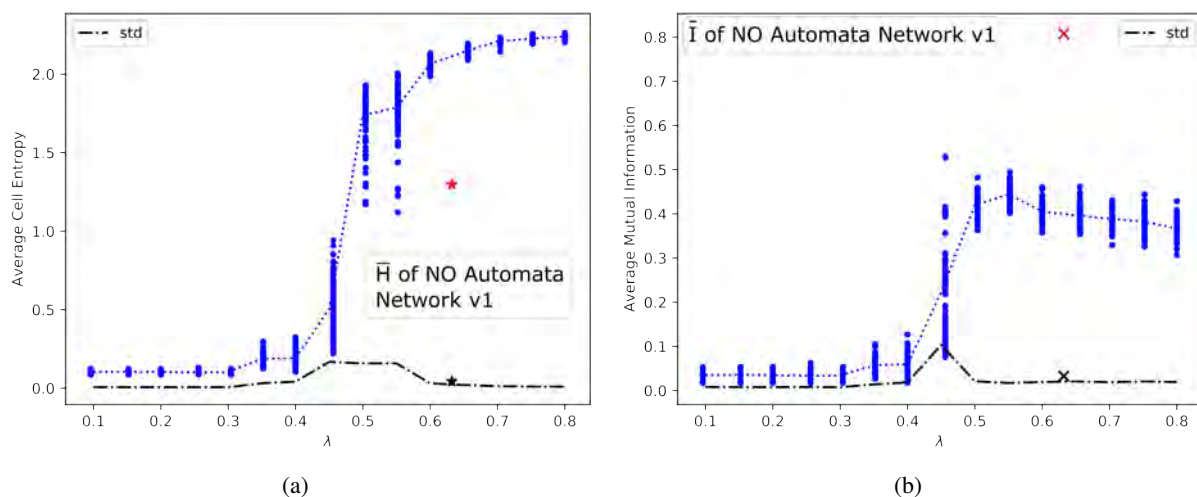 std
2.0
1.5
1.0
0.5
0.0
Average Cell Entropy
H̄ of NO Automata
Network v1
0.1 0.2 0.3 0.4 0.5 0.6 0.7 0.8
λ
(a)
Ī of NO Automata Network v1
std
0.8
0.7
0.6
0.5
0.4
0.3
0.2
0.1
0.0
Average Mutual Information
0.1 0.2 0.3 0.4 0.5 0.6 0.7 0.8
λ
(b)